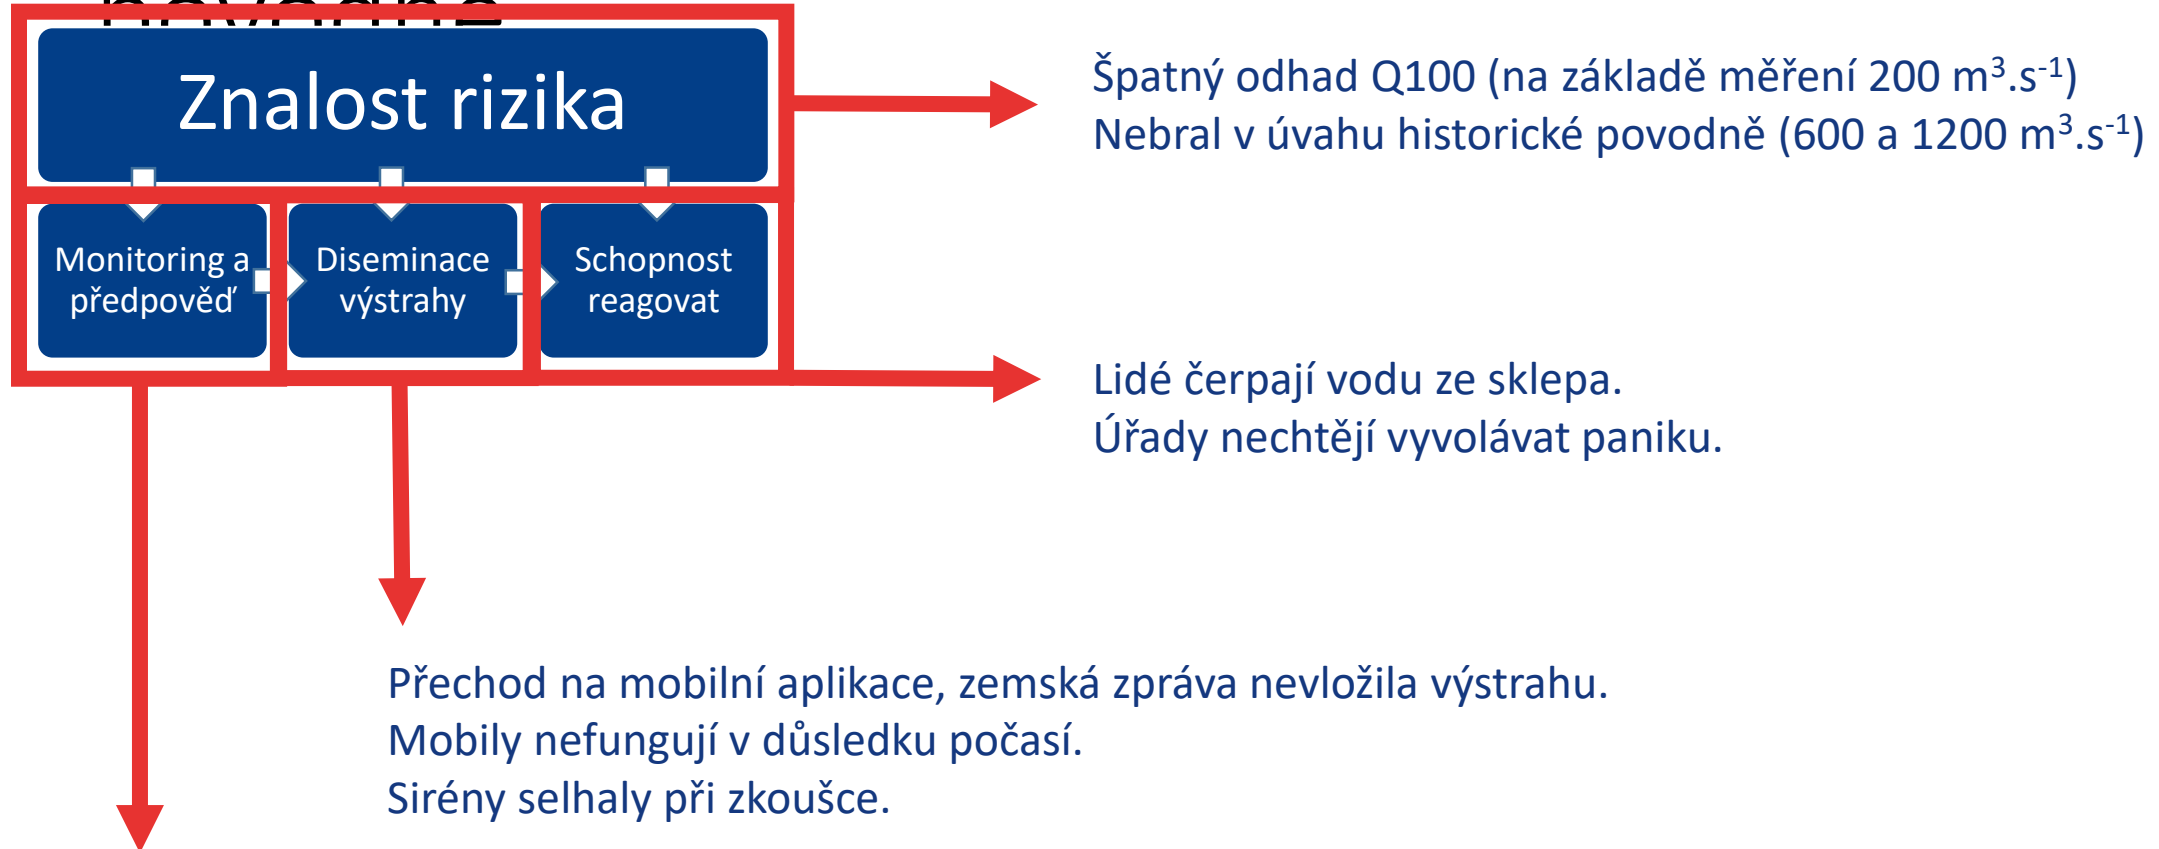 Znalost rizika
Monitoring a
předpověď
Diseminace
výstrahy
Schopnost
reagovat
Špatný odhad Q100 (na základě měření 200 m³.s⁻¹)
Nebral v úvahu historické povodně (600 a 1200 m³.s⁻¹)
Lidé čerpají vodu ze sklepa.
Úřady nechtějí vyvolávat paniku.
Přechod na mobilní aplikace, zemská zpráva nevložila výstrahu.
Mobily nefungují v důsledku počasí.
Sirény selhaly při zkoušce.